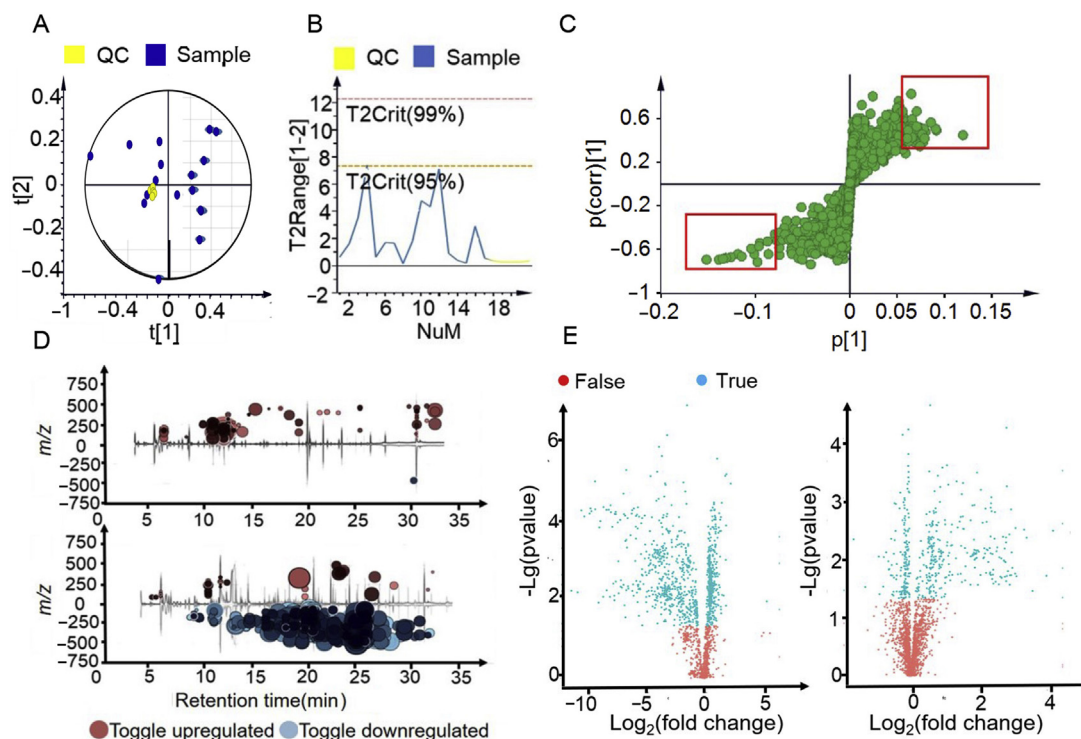 A
QC Sample
0.4
0.2
0
−0.2
−0.4
t[2]
−1 −0.4 0 0.4
t[1]
B
QC Sample
12
10
8
6
4
2
0
−2
T2Range[1-2]
T2Crit(99%)
T2Crit(95%)
2 6 10 14 18
NuM
C
0.6
0.2
−0.2
−0.6
−1
p(corr)[1]
−0.2 −0.1 0 0.05 0.15
p[1]
D
750
500
250
0
−250
−500
−750
m/z
0 5 10 15 20 25 30 35
750
500
250
0
−250
−500
−750
m/z
0 5 10 15 20 25 30 35
Retention time(min)
Toggle upregulated Toggle downregulated
E
False True
6
4
2
0
-Lg(pvalue)
−10 −5 0 5
Log2(fold change)
4
3
2
1
0
-Lg(pvalue)
0 2 4
Log2(fold change)